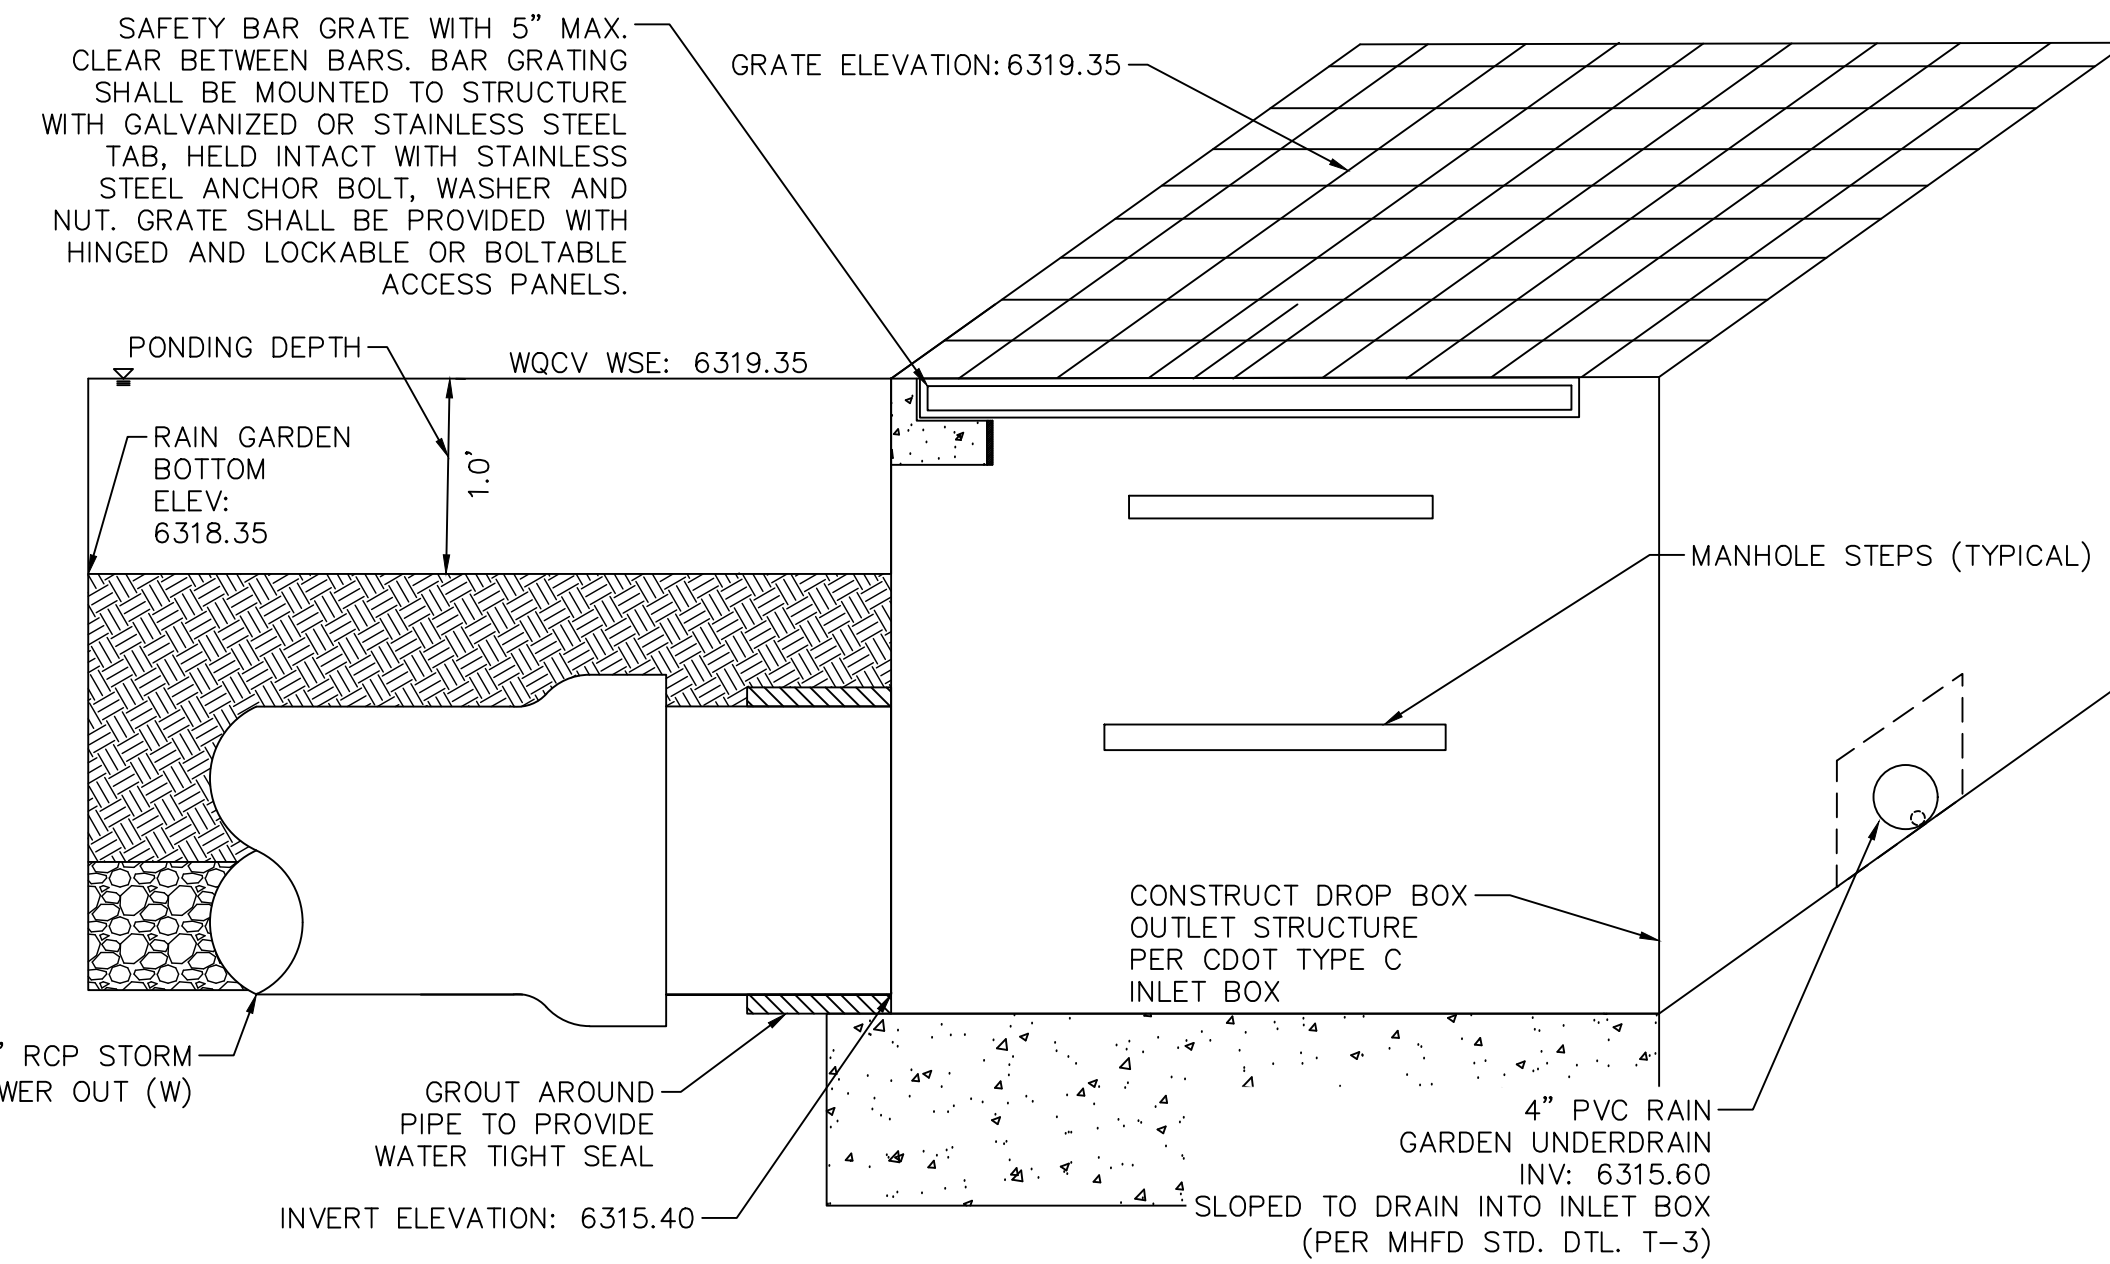 SAFETY BAR GRATE WITH 5" MAX.
CLEAR BETWEEN BARS. BAR GRATING
SHALL BE MOUNTED TO STRUCTURE
WITH GALVANIZED OR STAINLESS STEEL
TAB, HELD INTACT WITH STAINLESS
STEEL ANCHOR BOLT, WASHER AND
NUT. GRATE SHALL BE PROVIDED WITH
HINGED AND LOCKABLE OR BOLTABLE
ACCESS PANELS.
GRATE ELEVATION: 6319.35
PONDING DEPTH
WQCV WSE: 6319.35
RAIN GARDEN
BOTTOM
ELEV:
6318.35
1.0'
MANHOLE STEPS (TYPICAL)
CONSTRUCT DROP BOX
OUTLET STRUCTURE
PER CDOT TYPE C
INLET BOX
RCP STORM
OUT (W)
GROUT AROUND
PIPE TO PROVIDE
WATER TIGHT SEAL
INVERT ELEVATION: 6315.40
4" PVC RAIN
GARDEN UNDERDRAIN
INV: 6315.60
SLOPED TO DRAIN INTO INLET BOX
(PER MHFD STD. DTL. T-3)